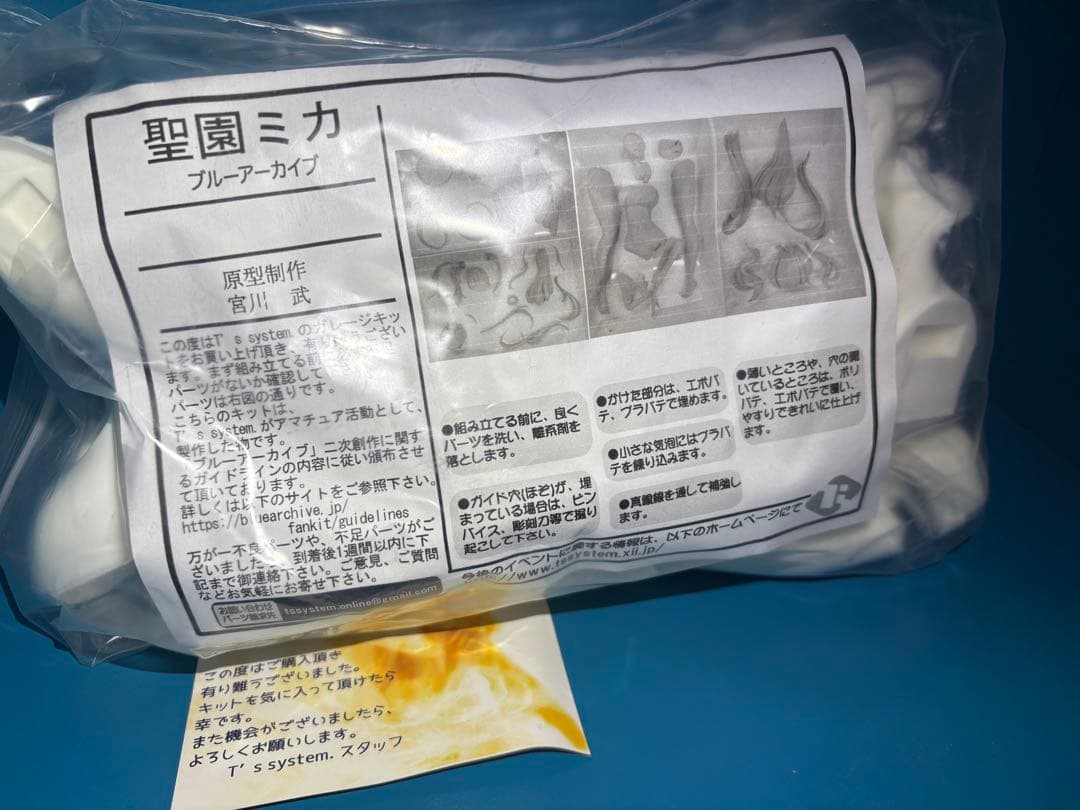 聖園ミカ
ブルーアーカイブ
原型制作
宮川 武
この度はT's systemのガレージキッ
トをお買い上げ頂き、有り難うござい
ます。まず組み立てる前に
パーツがないか確認して
パーツは右図の通りです。
こちらのキットは、
T's systemがアマチュア活動として、
製作した物です。
「ブルーアーカイブ」二次創作に関す
るガイドラインの内容に従い頒布させ
て頂いております。
詳しくは以下のサイトをご参照下さい。
https://bluearchive.jp/
fankit/guidelines
万が一不良パーツや、不足パーツがご
ざいましたら、到着後1週間以内に下
記まで御連絡下さい。ご意見、ご質問
などお気軽にお寄せ下さい。
お問い合わせ
パーツ請求先
tssystem.online@gmail.com
●組み立てる前に、良く
パーツを洗い、離系剤を
落とします。
●ガイド穴(ほぞ)が、埋
まっている場合は、ピン
バイス、彫刻刀等で掘り
起こして下さい。
●かけた部分は、エポパ
テ、プラパテで埋めます。
●小さな気泡にはプラパ
テを練り込みます。
●真鍮線を通して補強し
ます。
●薄いところや、穴の開
いているところは、ポリ
パテ、エポパテで覆い、
やすりできれいに仕上げ
ます。
今後のイベントに関する情報は、以下のホームページにて
://www.tssystem.xii.jp/
この度はご購入頂き
有り難うございました。
キットを気に入って頂けたら
幸です。
また機会がございましたら、
よろしくお願いします。
T's system. スタッフ